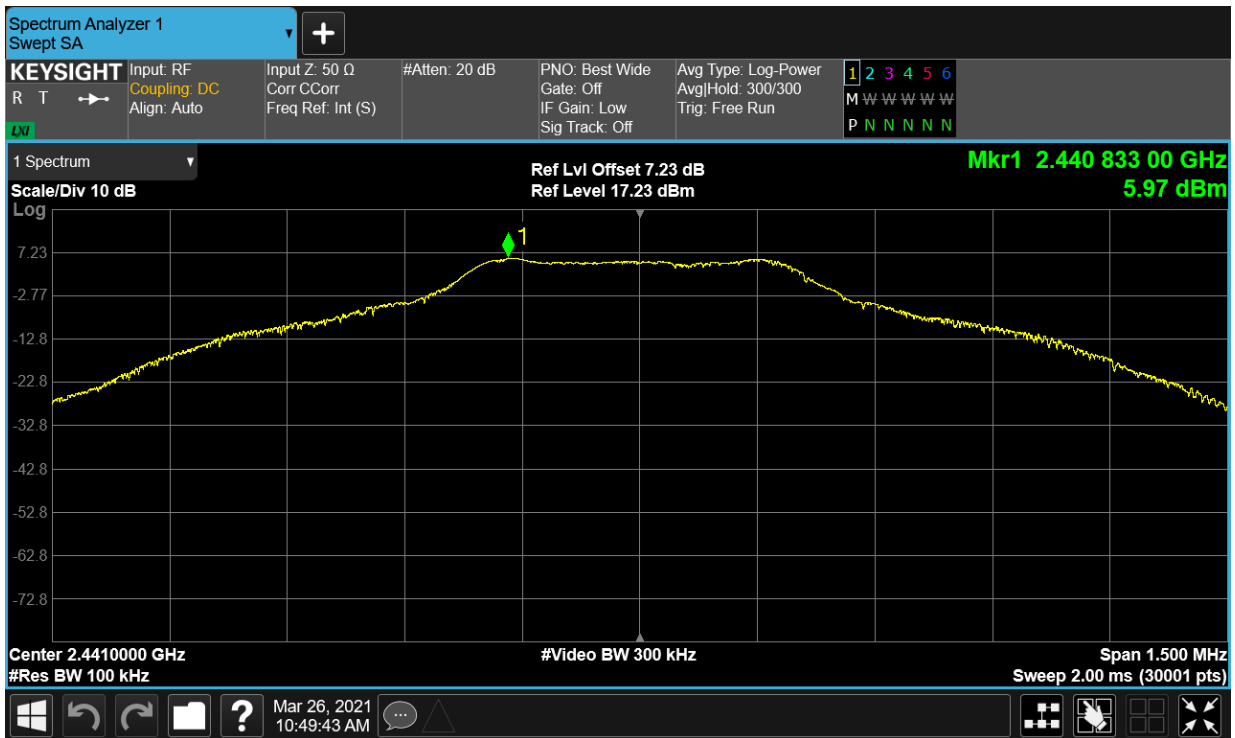 Spectrum Analyzer 1
Swept SA
KEYSIGHT
R T
LXI
Input: RF
Coupling: DC
Align: Auto
Input Z: 50 Ω
Corr CCorr
Freq Ref: Int (S)
#Atten: 20 dB
PNO: Best Wide
Gate: Off
IF Gain: Low
Sig Track: Off
Avg Type: Log-Power
Avg|Hold: 300/300
Trig: Free Run
1 2 3 4 5 6
M W W W W W
P N N N N N
1 Spectrum
Scale/Div 10 dB
Log
Ref Lvl Offset 7.23 dB
Ref Level 17.23 dBm
Mkr1 2.440 833 00 GHz
5.97 dBm
1
7.23
-2.77
-12.8
-22.8
-32.8
-42.8
-52.8
-62.8
-72.8
Center 2.4410000 GHz
#Res BW 100 kHz
#Video BW 300 kHz
Span 1.500 MHz
Sweep 2.00 ms (30001 pts)
?
Mar 26, 2021
10:49:43 AM